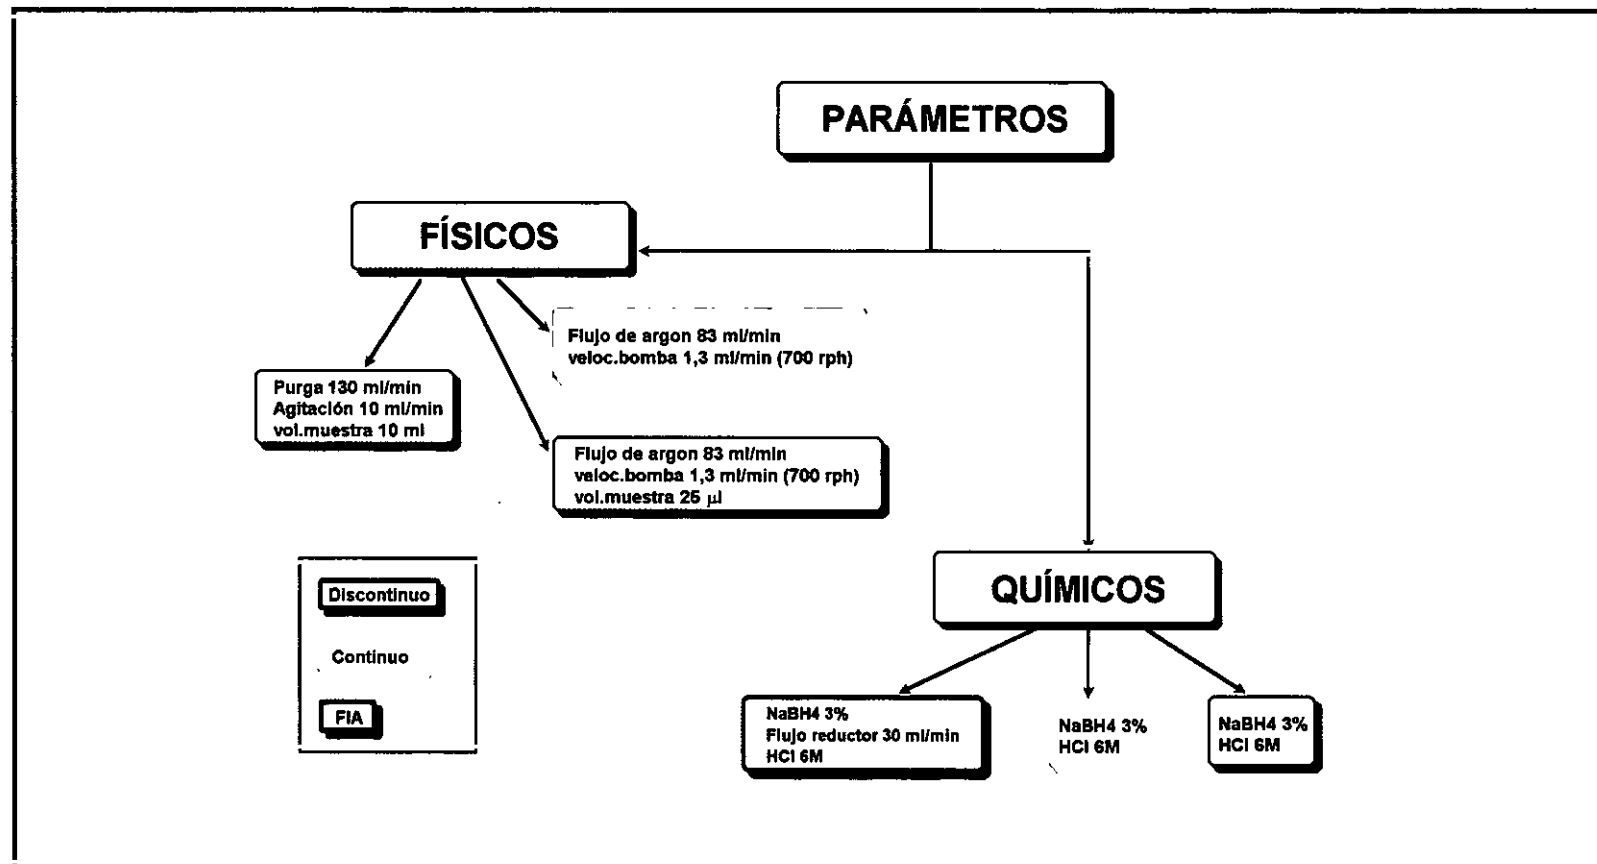 PARÁMETROS
FÍSICOS
Flujo de argon 83 ml/min
veloc.bomba 1,3 ml/min (700 rph)
Purga 130 ml/min
Agitación 10 ml/min
vol.muestra 10 ml
Flujo de argon 83 ml/min
veloc.bomba 1,3 ml/min (700 rph)
vol.muestra 25 µl
Discontinuo
Continuo
FIA
QUÍMICOS
NaBH4 3%
Flujo reductor 30 ml/min
HCl 6M
NaBH4 3%
HCl 6M
NaBH4 3%
HCl 6M